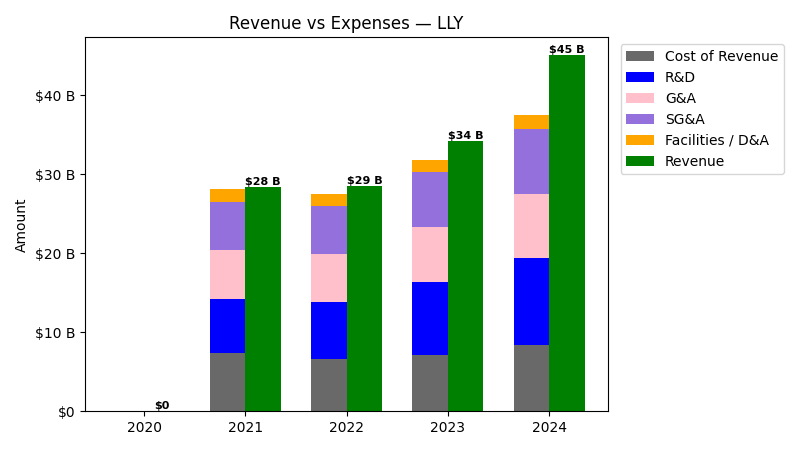 Revenue vs Expenses — LLY
Cost of Revenue
R&D
G&A
SG&A
Facilities / D&A
Revenue
Amount
$40 B
$30 B
$20 B
$10 B
$0
$0
$28 B
$29 B
$34 B
$45 B
2020
2021
2022
2023
2024